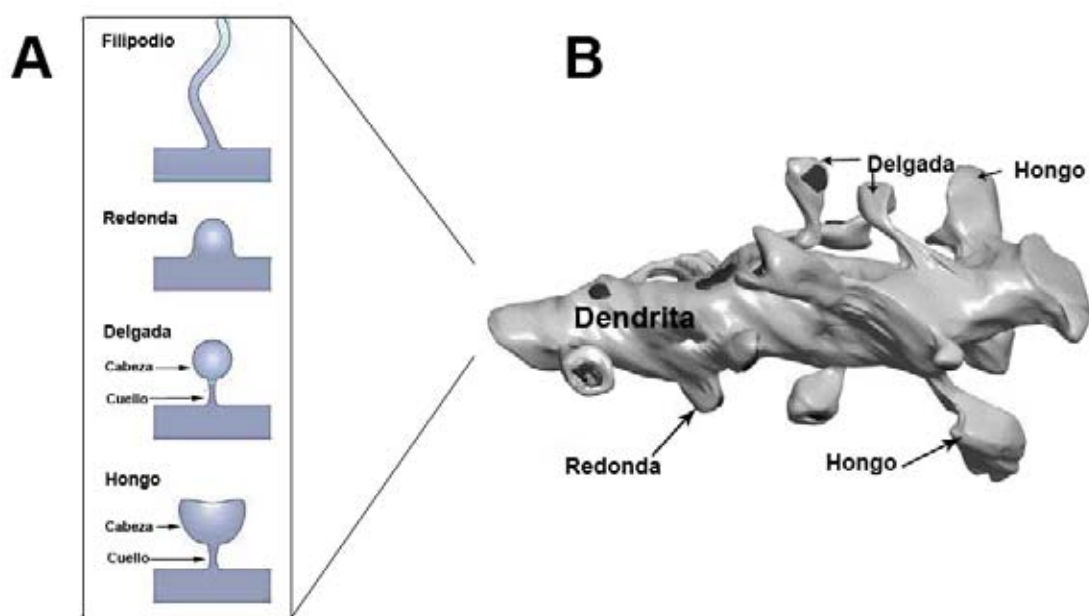 A
Filipodio
Redonda
Delgada
Cabeza
Cuello
Hongo
Cabeza
Cuello
B
Delgada
Hongo
Dendrita
Redonda
Hongo